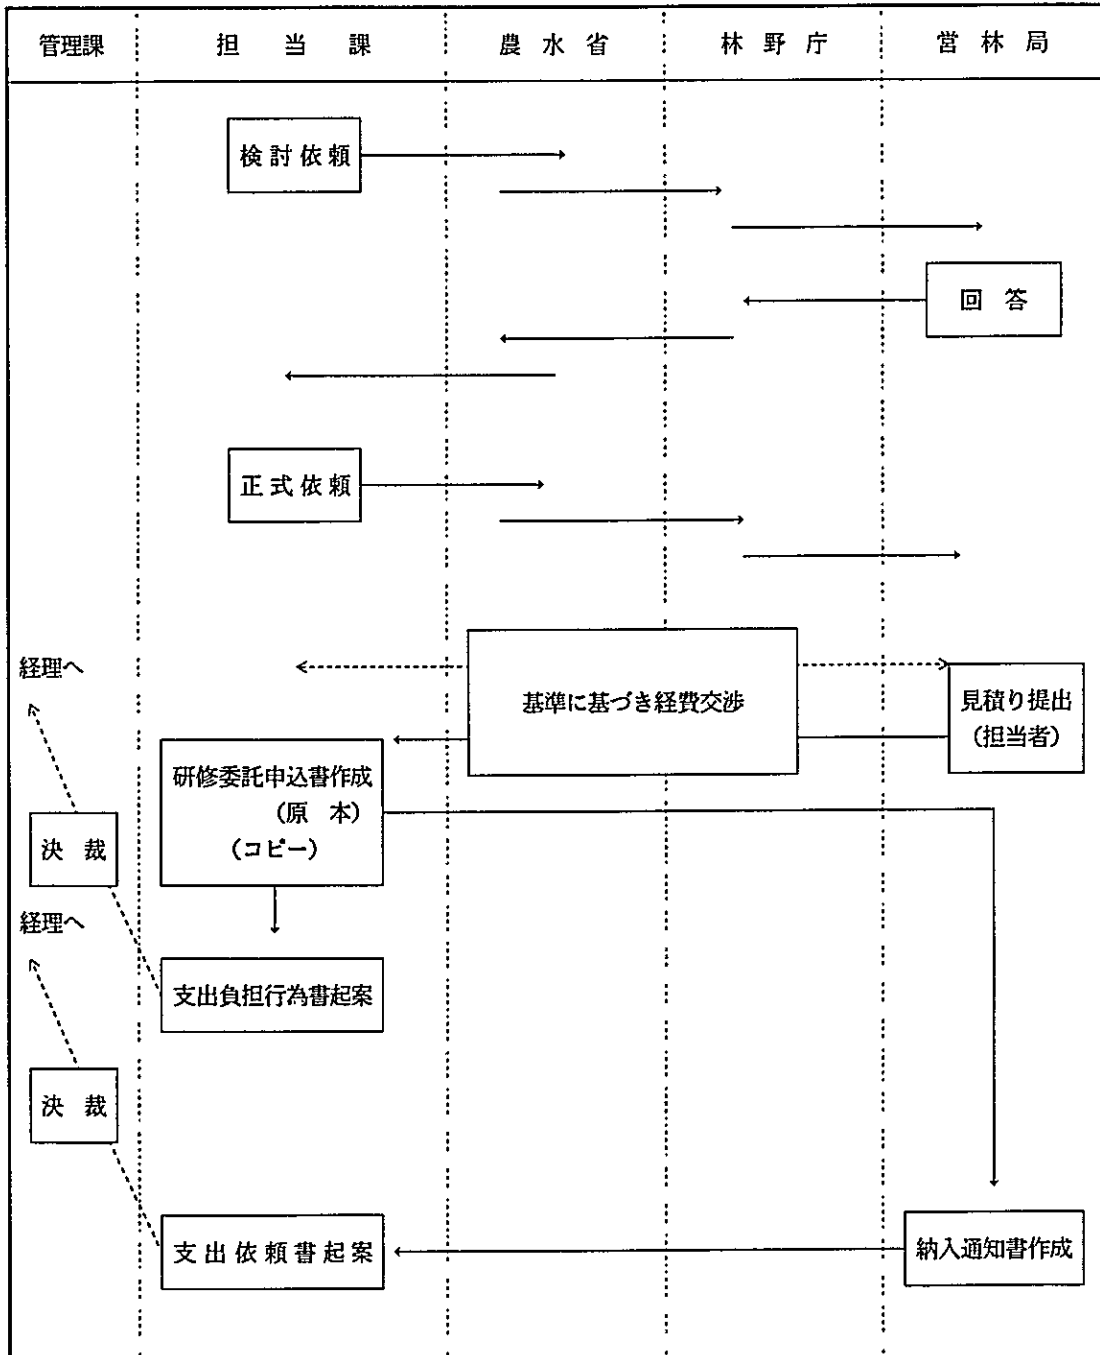 管理課 担当課 農水省 林野庁 営林局
検討依頼
回答
正式依頼
経理へ
基準に基づき経費交渉
見積り提出
(担当者)
研修委託申込書作成
(原本)
(コピー)
決裁
経理へ
支出負担行為書起案
決裁
支出依頼書起案
納入通知書作成